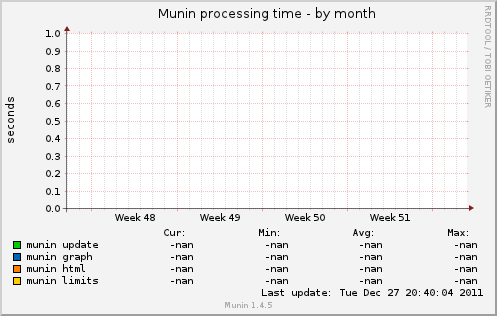 Munin processing time - by month
RRDTOOL / TOBI OETIKER
seconds
1.0
0.9
0.8
0.7
0.6
0.5
0.4
0.3
0.2
0.1
0.0
Week 48 Week 49 Week 50 Week 51
Cur: Min: Avg: Max:
munin update -nan -nan -nan -nan
munin graph -nan -nan -nan -nan
munin html -nan -nan -nan -nan
munin limits -nan -nan -nan -nan
Last update: Tue Dec 27 20:40:04 2011
Munin 1.4.5